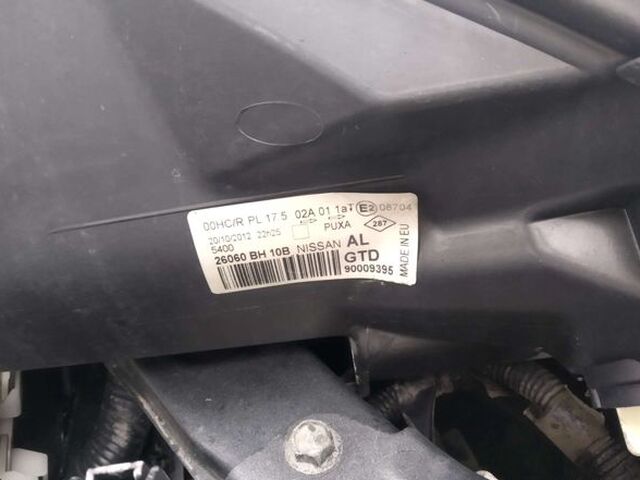 00HC/R PL 17.5 02A 01 1aT E2 08704
20/10/2012 22h25 PUXA 287
5400
26060 BH 10B NISSAN AL
GTD
90009395
MADE IN EU